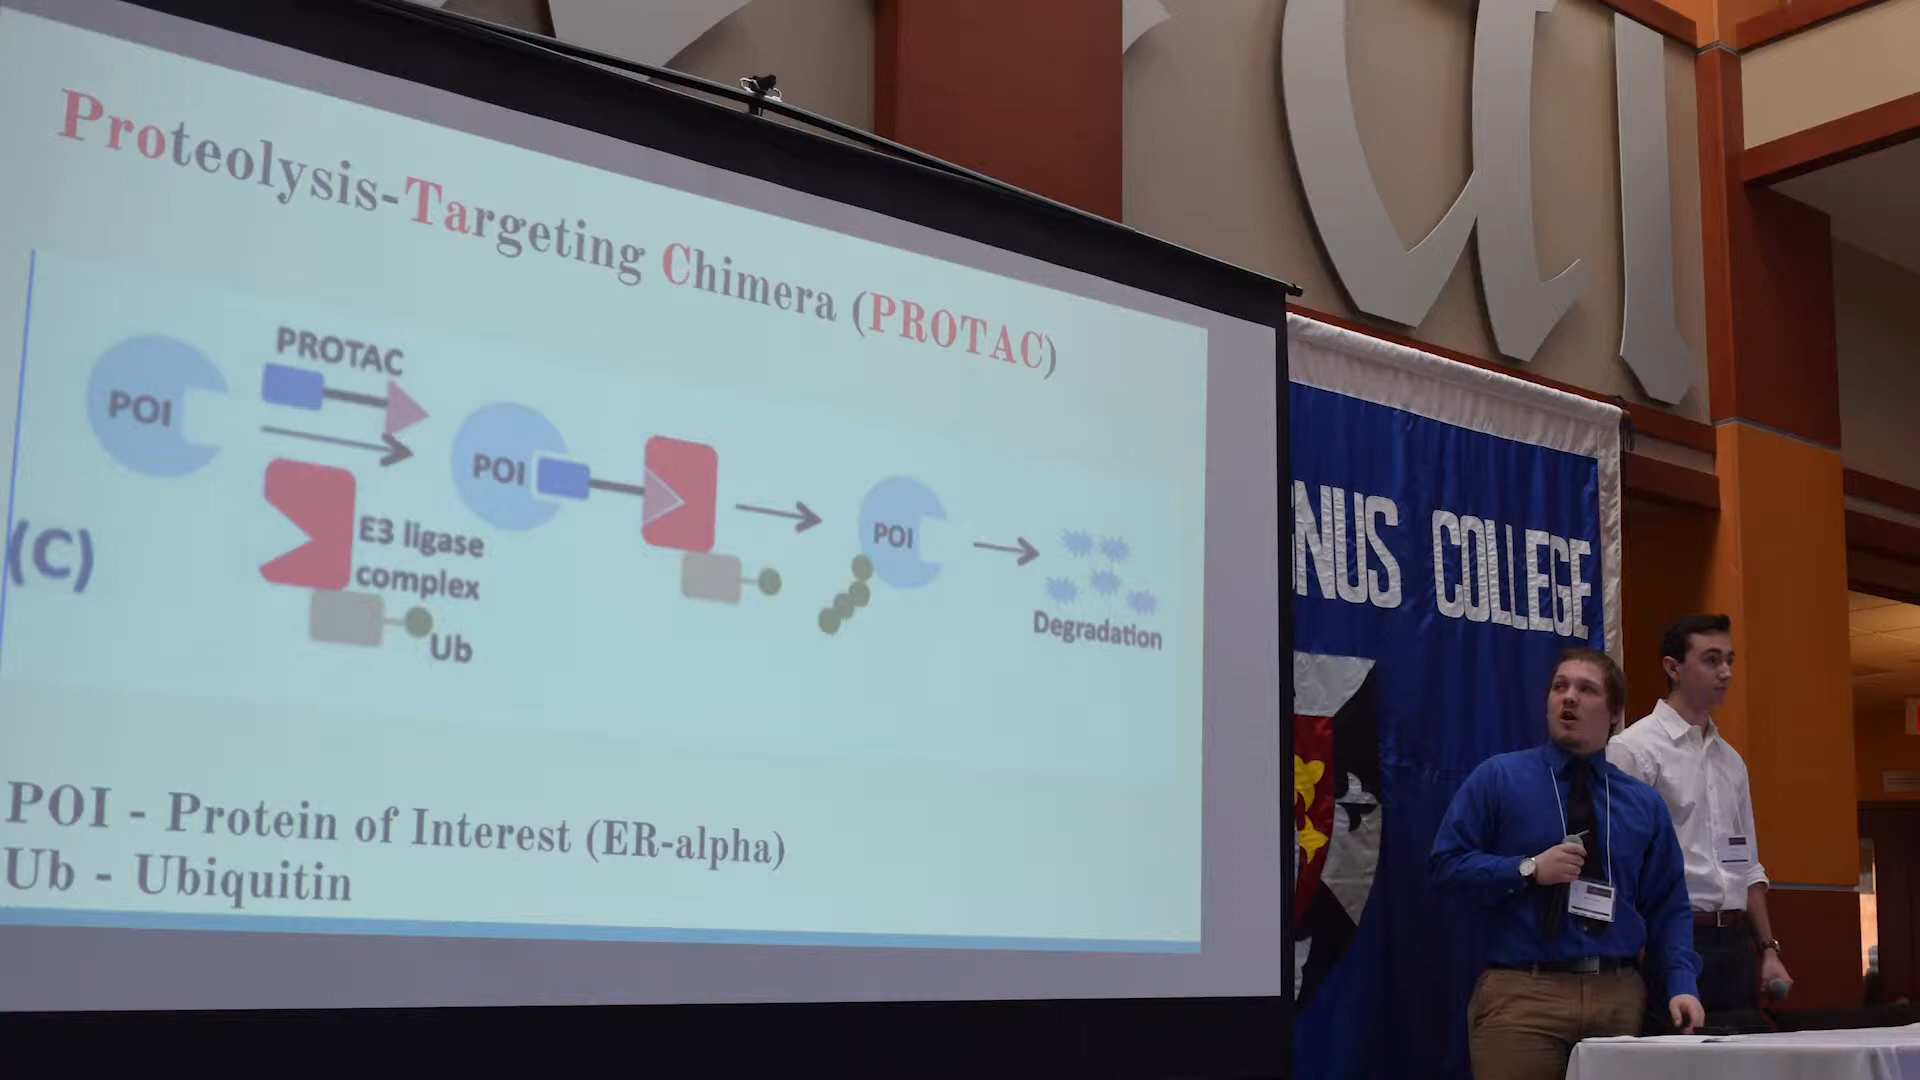 Proteolysis-Targeting Chimera (PROTAC)
PROTAC
POI
POI
POI
E3 ligase
complex
Ub
(C)
Degradation
POI - Protein of Interest (ER-alpha)
Ub - Ubiquitin
NUS COLLEGE